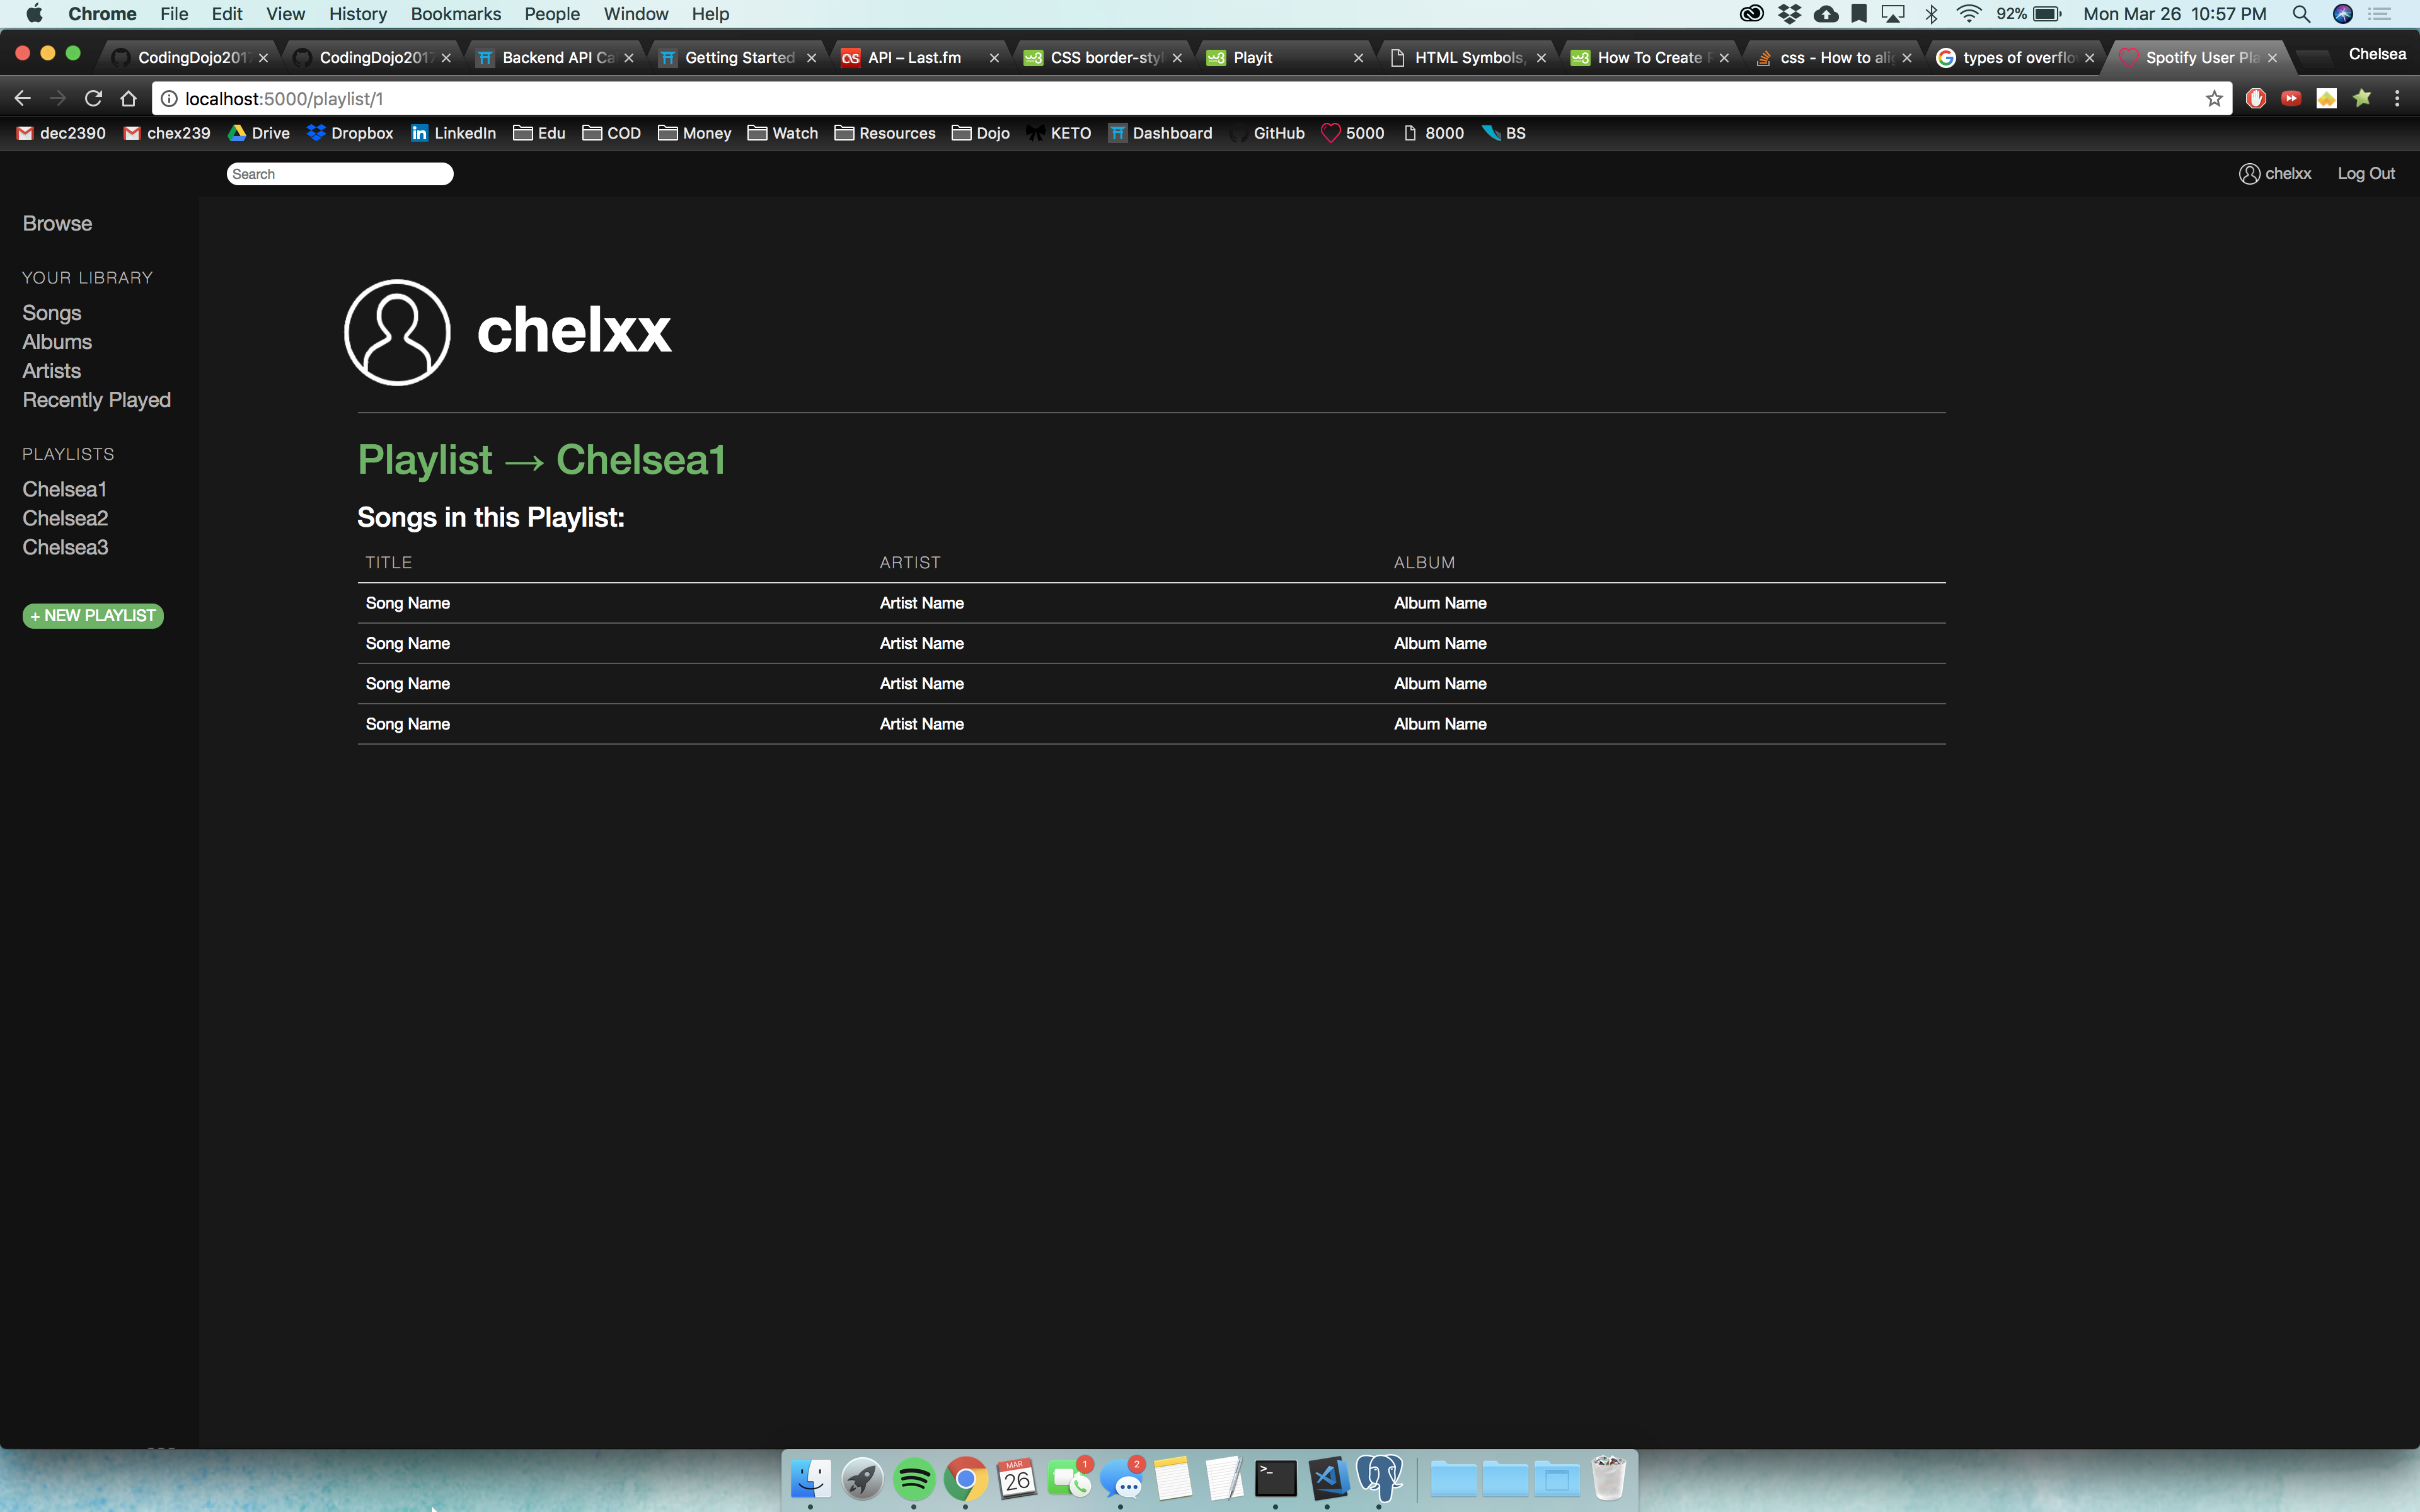 Chrome File Edit View History Bookmarks People Window Help 92% Mon Mar 26 10:57 PM
CodingDojo201 CodingDojo201 Backend API Ca Getting Started API – Last.fm CSS border-styl Playit HTML Symbols, How To Create css - How to alig types of overflo Spotify User Pla Chelsea
localhost:5000/playlist/1
dec2390 chex239 Drive Dropbox LinkedIn Edu COD Money Watch Resources Dojo KETO Dashboard GitHub 5000 8000 BS
Search chelxx Log Out
Browse
YOUR LIBRARY
Songs
Albums
Artists
Recently Played
PLAYLISTS
Chelsea1
Chelsea2
Chelsea3
+ NEW PLAYLIST
chelxx
Playlist → Chelsea1
Songs in this Playlist:
TITLE ARTIST ALBUM
Song Name Artist Name Album Name
Song Name Artist Name Album Name
Song Name Artist Name Album Name
Song Name Artist Name Album Name
MAR
26
1
2